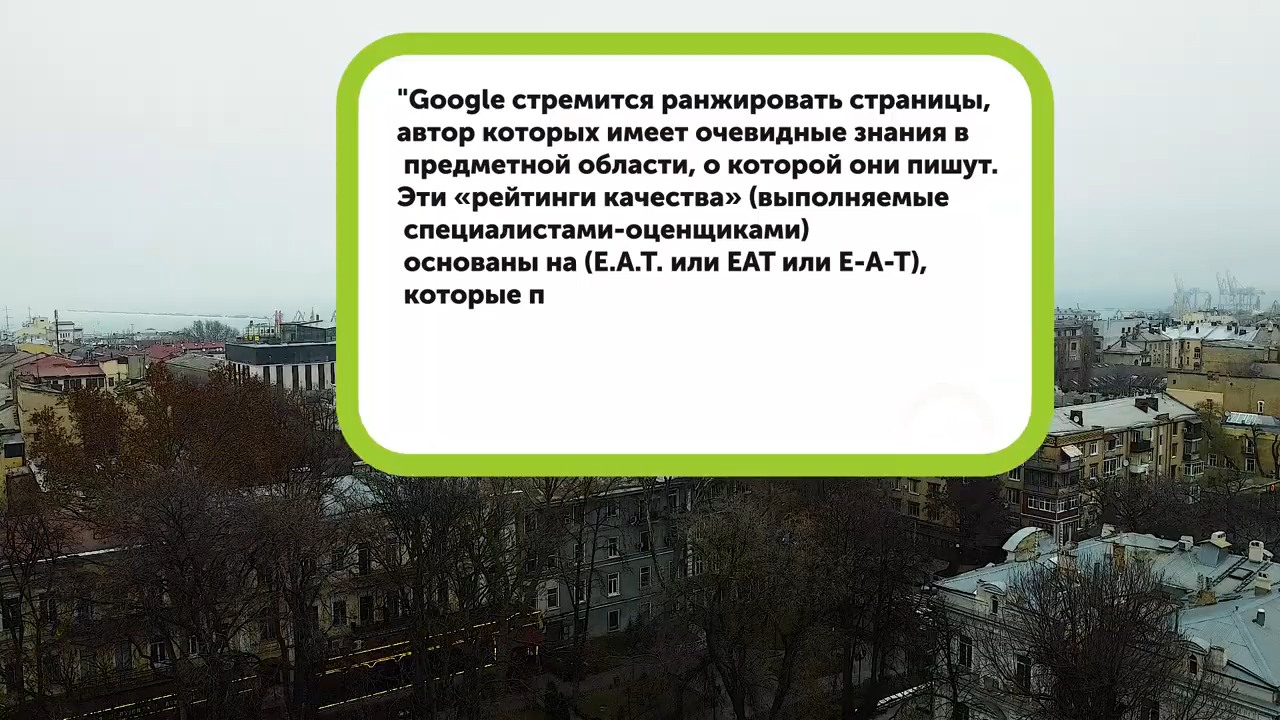 "Google стремится ранжировать страницы,
автор которых имеет очевидные знания в
предметной области, о которой они пишут.
Эти «рейтинги качества» (выполняемые
специалистами-оценщиками)
основаны на (E.A.T. или EAT или E-A-T),
которые п